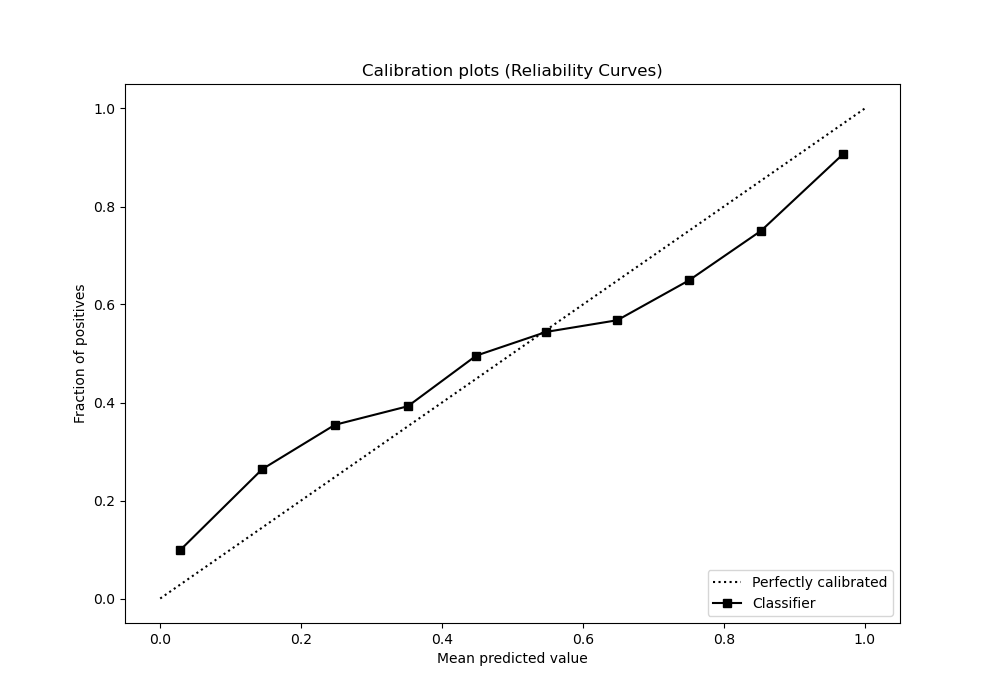 Calibration plots (Reliability Curves)
1.0
0.8
0.6
0.4
0.2
0.0
Fraction of positives
Perfectly calibrated
Classifier
0.0 0.2 0.4 0.6 0.8 1.0
Mean predicted value